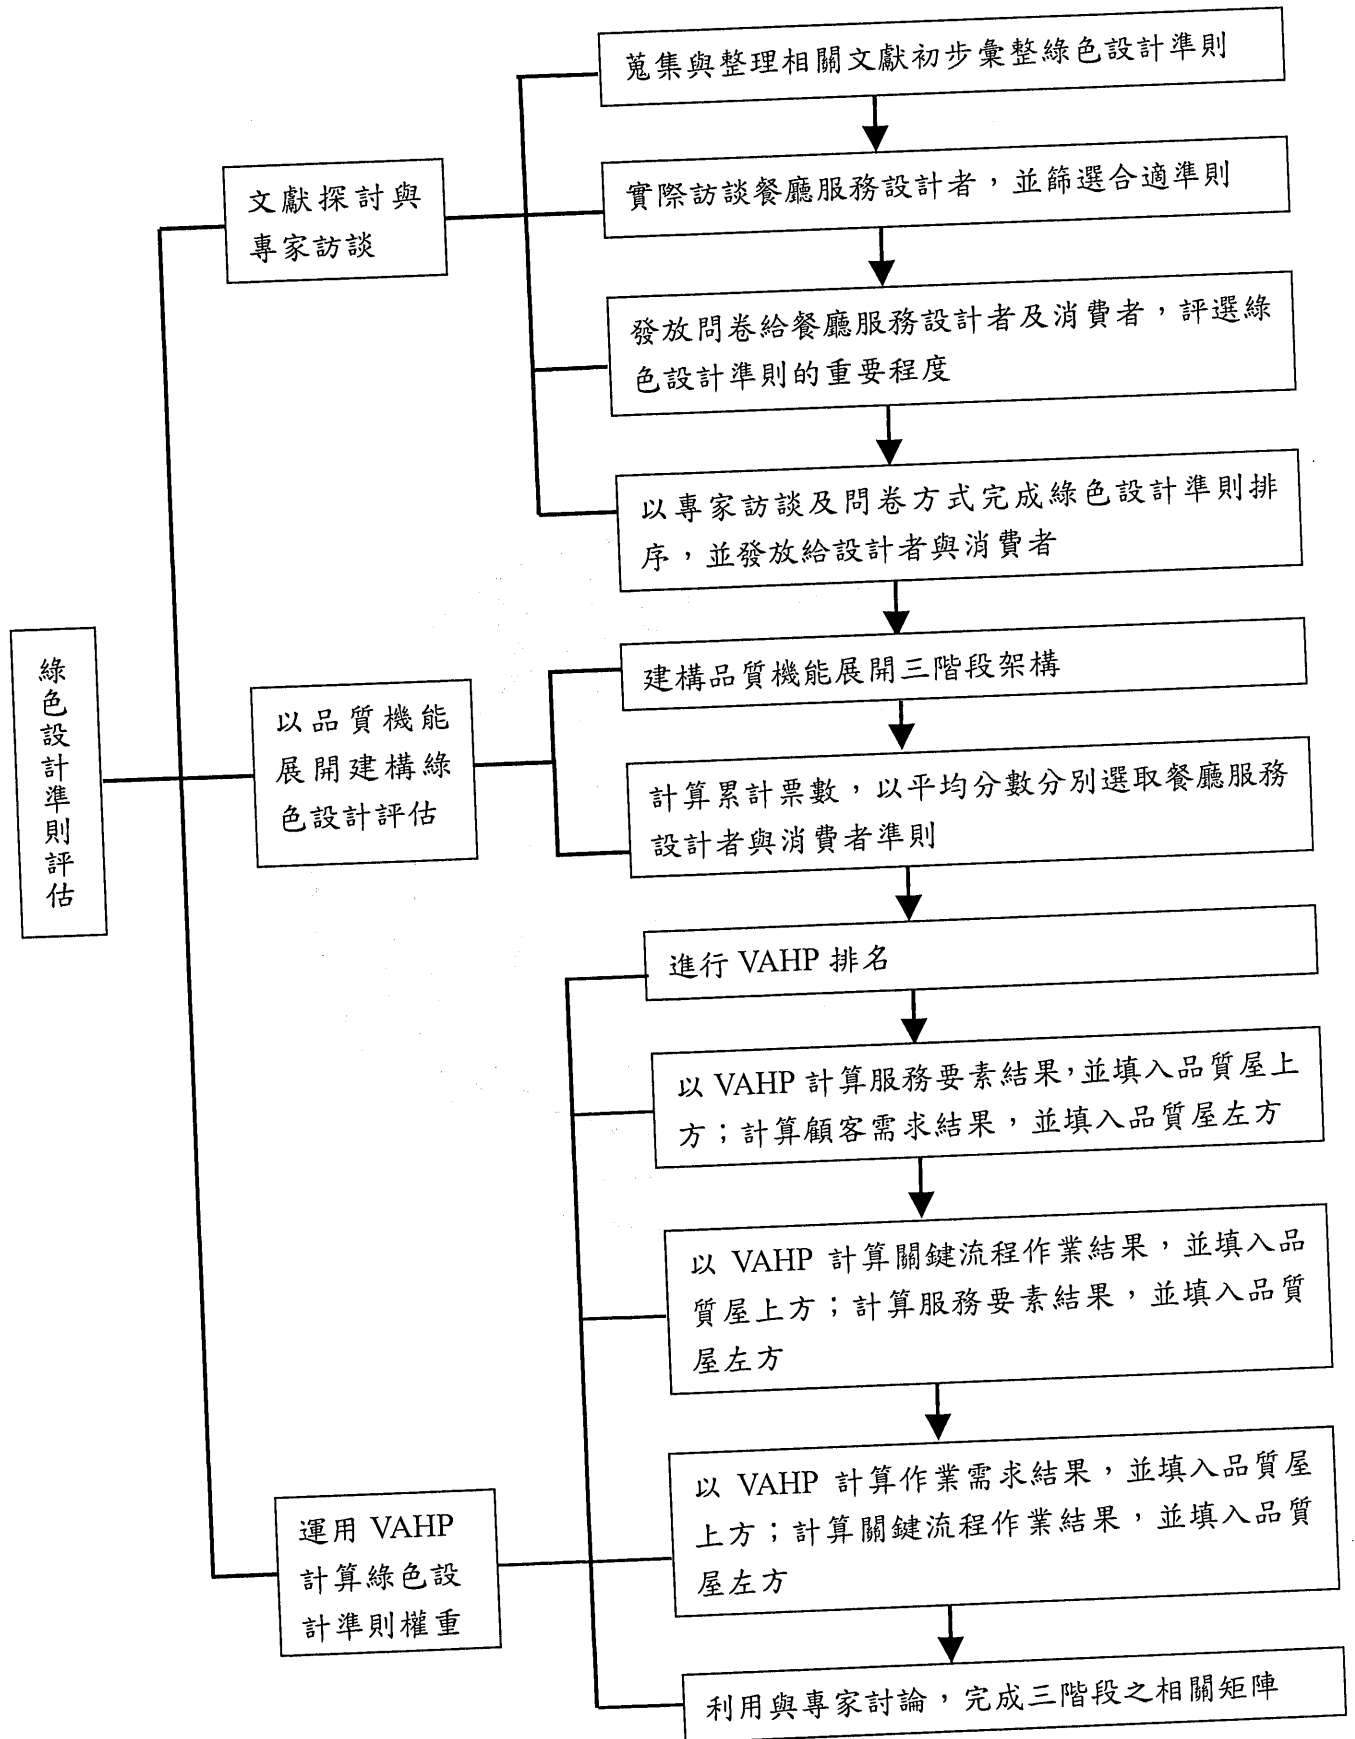 蒐集與整理相關文獻初步彙整綠色設計準則
文獻探討與
專家訪談
實際訪談餐廳服務設計者，並篩選合適準則
發放問卷給餐廳服務設計者及消費者，評選綠
色設計準則的重要程度
以專家訪談及問卷方式完成綠色設計準則排
序，並發放給設計者與消費者
綠色設計準則評估
以品質機能
展開建構綠
色設計評估
建構品質機能展開三階段架構
計算累計票數，以平均分數分別選取餐廳服務
設計者與消費者準則
進行 VAHP 排名
以 VAHP 計算服務要素結果，並填入品質屋上
方；計算顧客需求結果，並填入品質屋左方
以 VAHP 計算關鍵流程作業結果，並填入品
質屋上方；計算服務要素結果，並填入品質
屋左方
運用 VAHP
計算綠色設
計準則權重
以 VAHP 計算作業需求結果，並填入品質屋
上方；計算關鍵流程作業結果，並填入品質
屋左方
利用與專家討論，完成三階段之相關矩陣